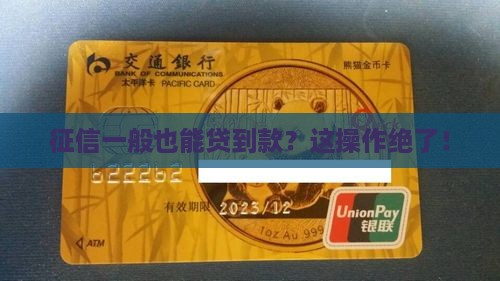 交通銀行
BANK OF COMMUNICATIONS
太平洋卡 PACIFIC CARD
熊猫金币卡
征信一般也能贷到款？这操作绝了！
622262
有效期限 2023/12
1oz Au .999
UnionPay
银联
ATM